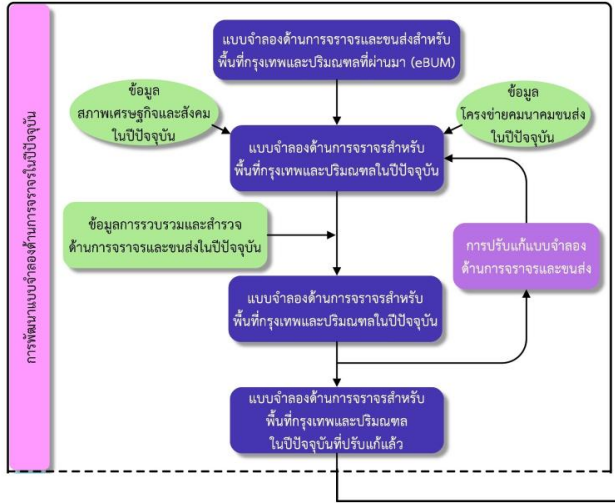 การพัฒนาแบบจำลองด้านการจราจรในปีปัจจุบัน
แบบจำลองด้านการจราจรและขนส่งสำหรับ
พื้นที่กรุงเทพและปริมณฑลที่ผ่านมา (eBUM)
ข้อมูล
สภาพเศรษฐกิจและสังคม
ในปีปัจจุบัน
ข้อมูล
โครงข่ายคมนาคมขนส่ง
ในปีปัจจุบัน
แบบจำลองด้านการจราจรสำหรับ
พื้นที่กรุงเทพและปริมณฑลในปีปัจจุบัน
ข้อมูลการรวบรวมและสำรวจ
ด้านการจราจรและขนส่งในปีปัจจุบัน
การปรับแก้แบบจำลอง
ด้านการจราจรและขนส่ง
แบบจำลองด้านการจราจรสำหรับ
พื้นที่กรุงเทพและปริมณฑลในปีปัจจุบัน
แบบจำลองด้านการจราจรสำหรับ
พื้นที่กรุงเทพและปริมณฑล
ในปีปัจจุบันที่ปรับแก้แล้ว